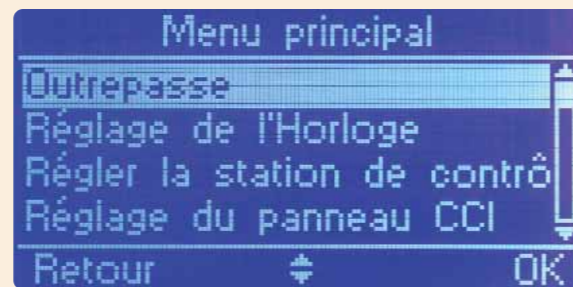 Menu principal
Outrepasse
Réglage de l'Horloge
Régler la station de contrô
Réglage du panneau CCI
Retour OK